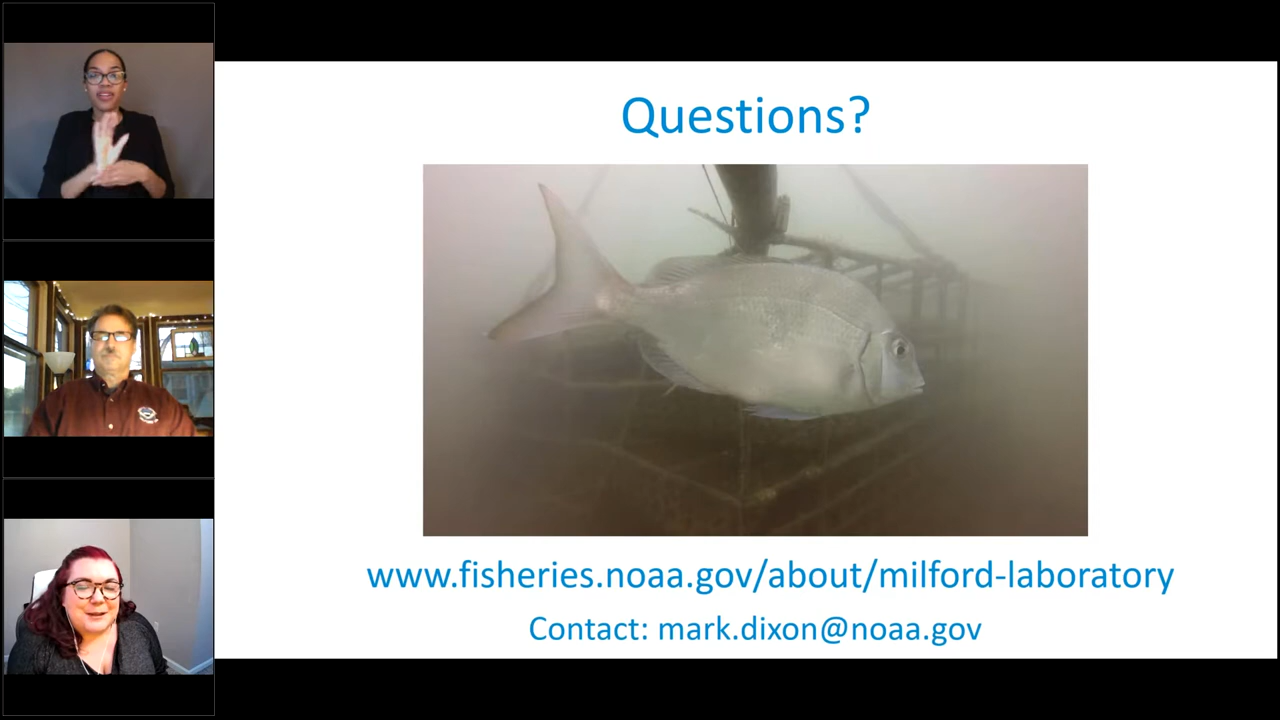 Questions?
www.fisheries.noaa.gov/about/milford-laboratory
Contact: mark.dixon@noaa.gov